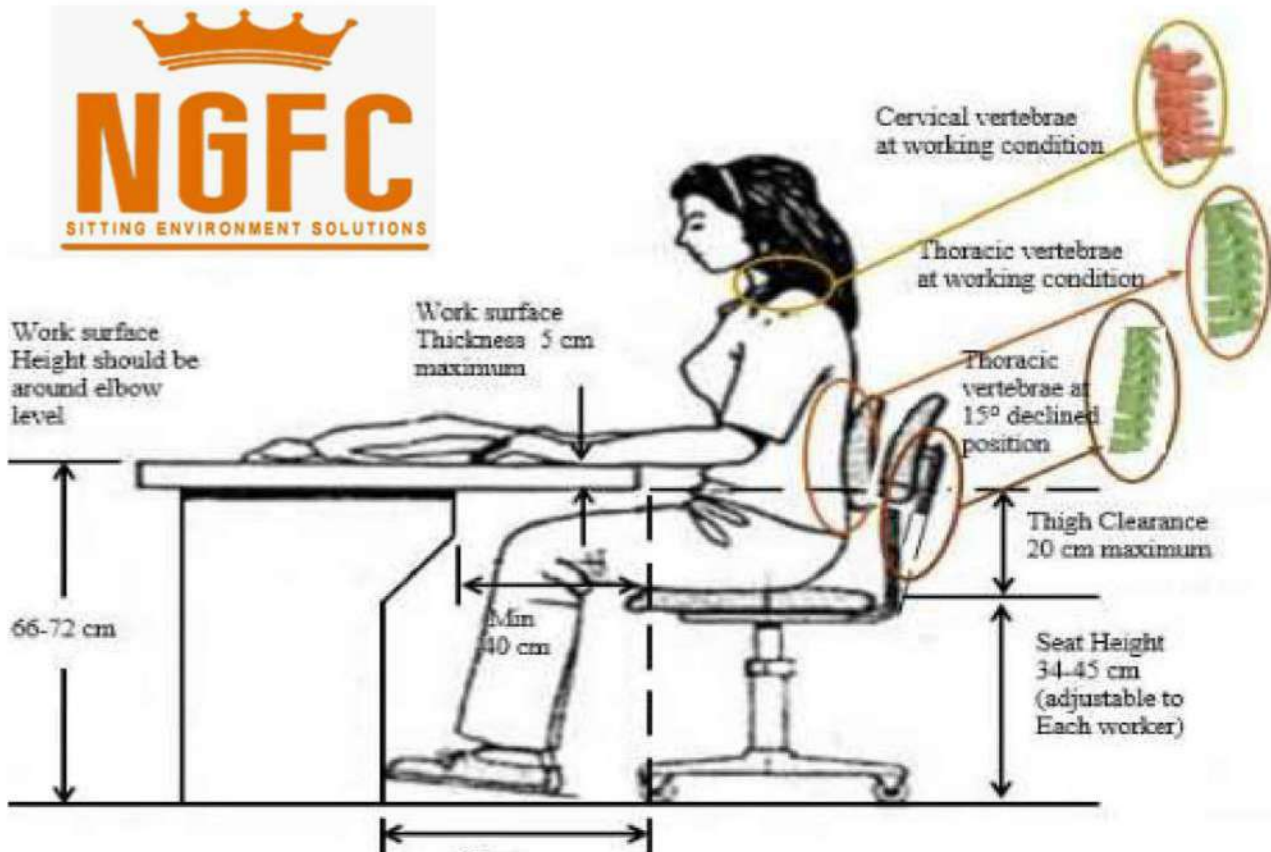 NGFC
SITTING ENVIRONMENT SOLUTIONS
Cervical vertebrae
at working condition
Thoracic vertebrae
at working condition
Work surface
Height should be
around elbow
level
Work surface
Thickness 5 cm
maximum
Thoracic
vertebrae at
15º declined
position
Thigh Clearance
20 cm maximum
66-72 cm
Min
40 cm
Seat Height
34-45 cm
(adjustable to
Each worker)